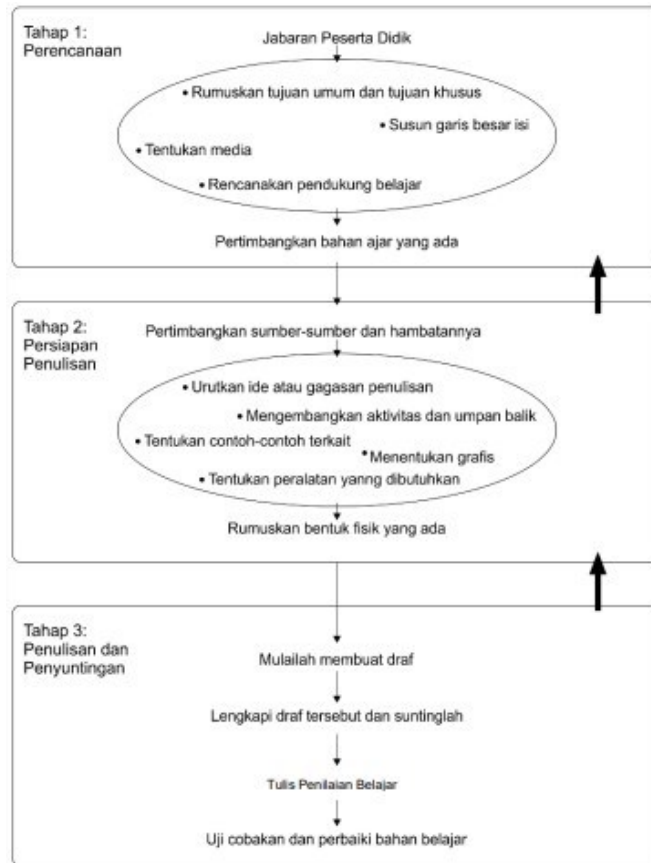 Tahap 1:
Perencanaan
Jabaran Peserta Didik
• Rumuskan tujuan umum dan tujuan khusus
• Susun garis besar isi
• Tentukan media
• Rencanakan pendukung belajar
Pertimbangkan bahan ajar yang ada
Tahap 2:
Persiapan
Penulisan
Pertimbangkan sumber-sumber dan hambatannya
• Urutkan ide atau gagasan penulisan
• Mengembangkan aktivitas dan umpan balik
• Tentukan contoh-contoh terkait
• Menentukan grafis
• Tentukan peralatan yanng dibutuhkan
Rumuskan bentuk fisik yang ada
Tahap 3:
Penulisan dan
Penyuntingan
Mulailah membuat draf
Lengkapi draf tersebut dan suntinglah
Tulis Penilaian Belajar
Uji cobakan dan perbaiki bahan belajar